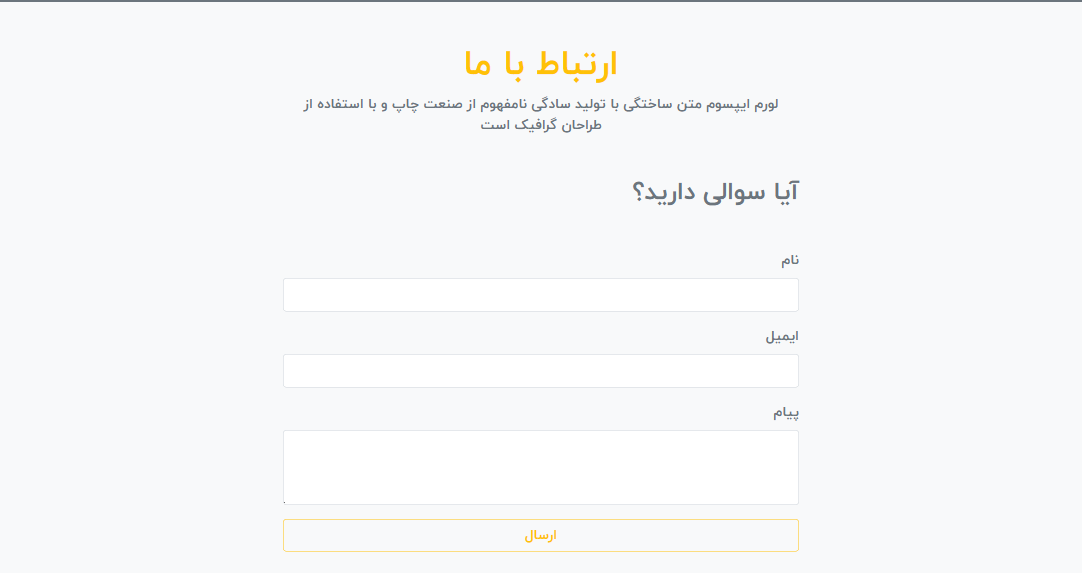 ارتباط با ما
لورم ایپسوم متن ساختگی با تولید سادگی نامفهوم از صنعت چاپ و با استفاده از
طراحان گرافیک است
آیا سوالی دارید؟
نام
ایمیل
پیام
ارسال